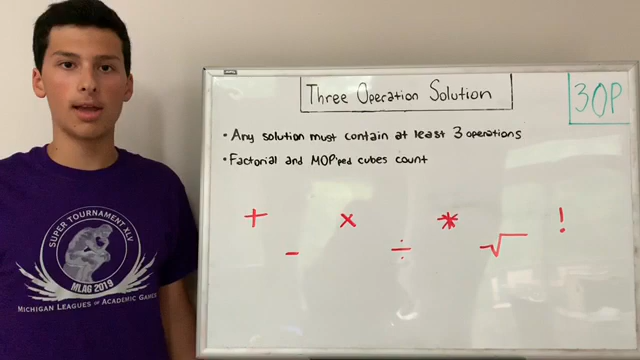 Three Operation Solution
3OP
• Any solution must contain at least 3 operations
• Factorial and MOP'ped cubes count
+ x * !
- ÷ √
SUPER TOURNAMENT XLV
MLAG 2019
MICHIGAN LEAGUES OF ACADEMIC GAMES